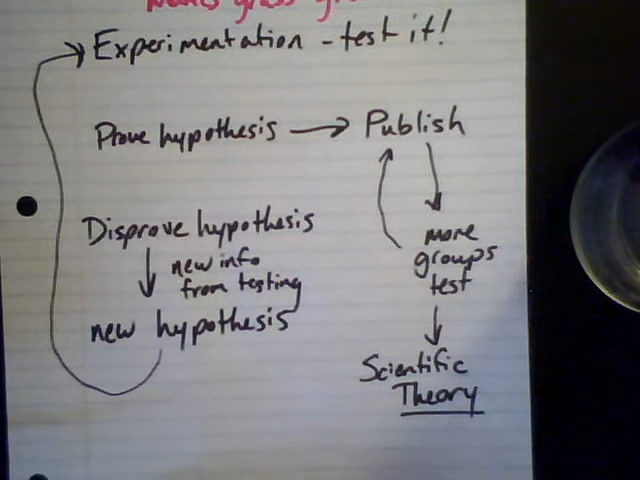 Experimentation - test it!
Prove hypothesis → Publish
Disprove hypothesis
new info
from testing
new hypothesis
more
groups
test
Scientific
Theory